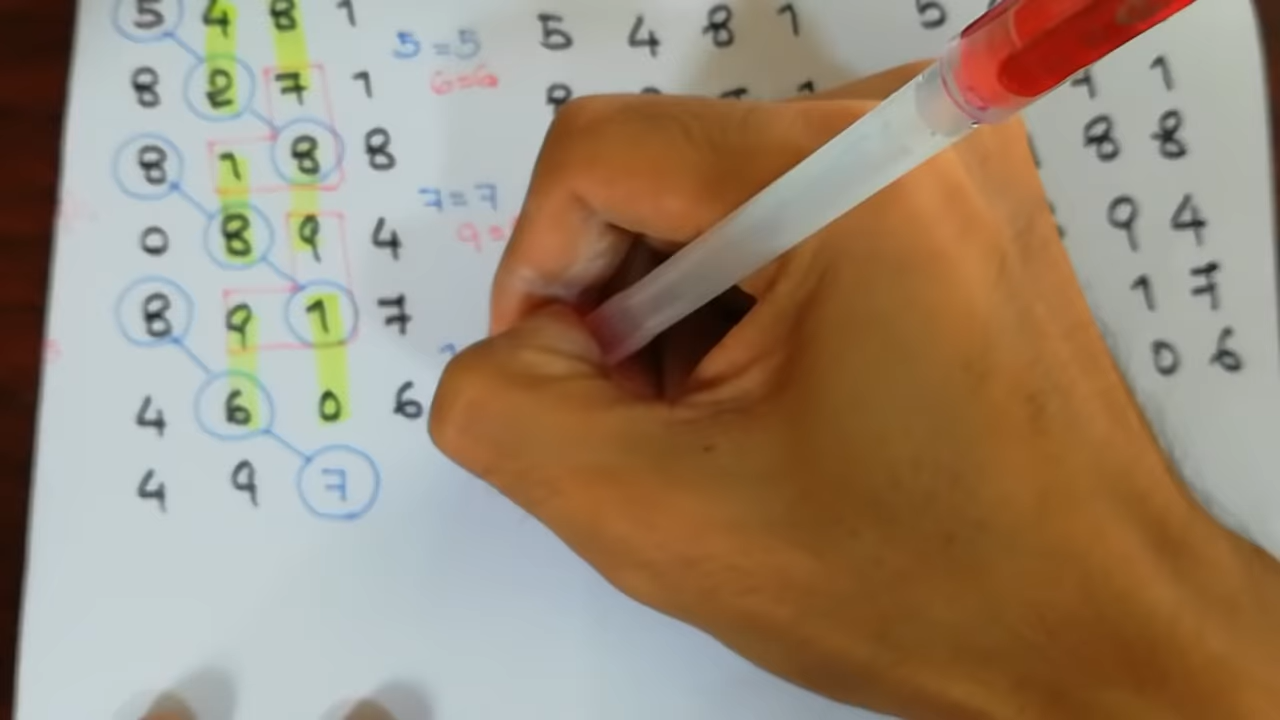 5 4 8 1 5=5 5 4 8 1 5
8 2 7 1 6=6 1
8 1 8 8 8 8
7=7
0 8 9 4 9= 9 4
8 9 1 7 1 7
4 6 0 6 0 6
4 9 7